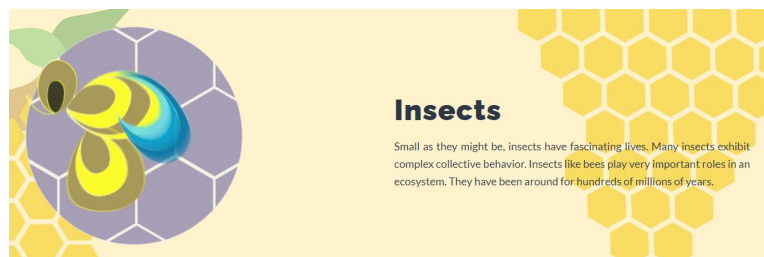 Insects
Small as they might be, insects have fascinating lives. Many insects exhibit
complex collective behavior. Insects like bees play very important roles in an
ecosystem. They have been around for hundreds of millions of years.